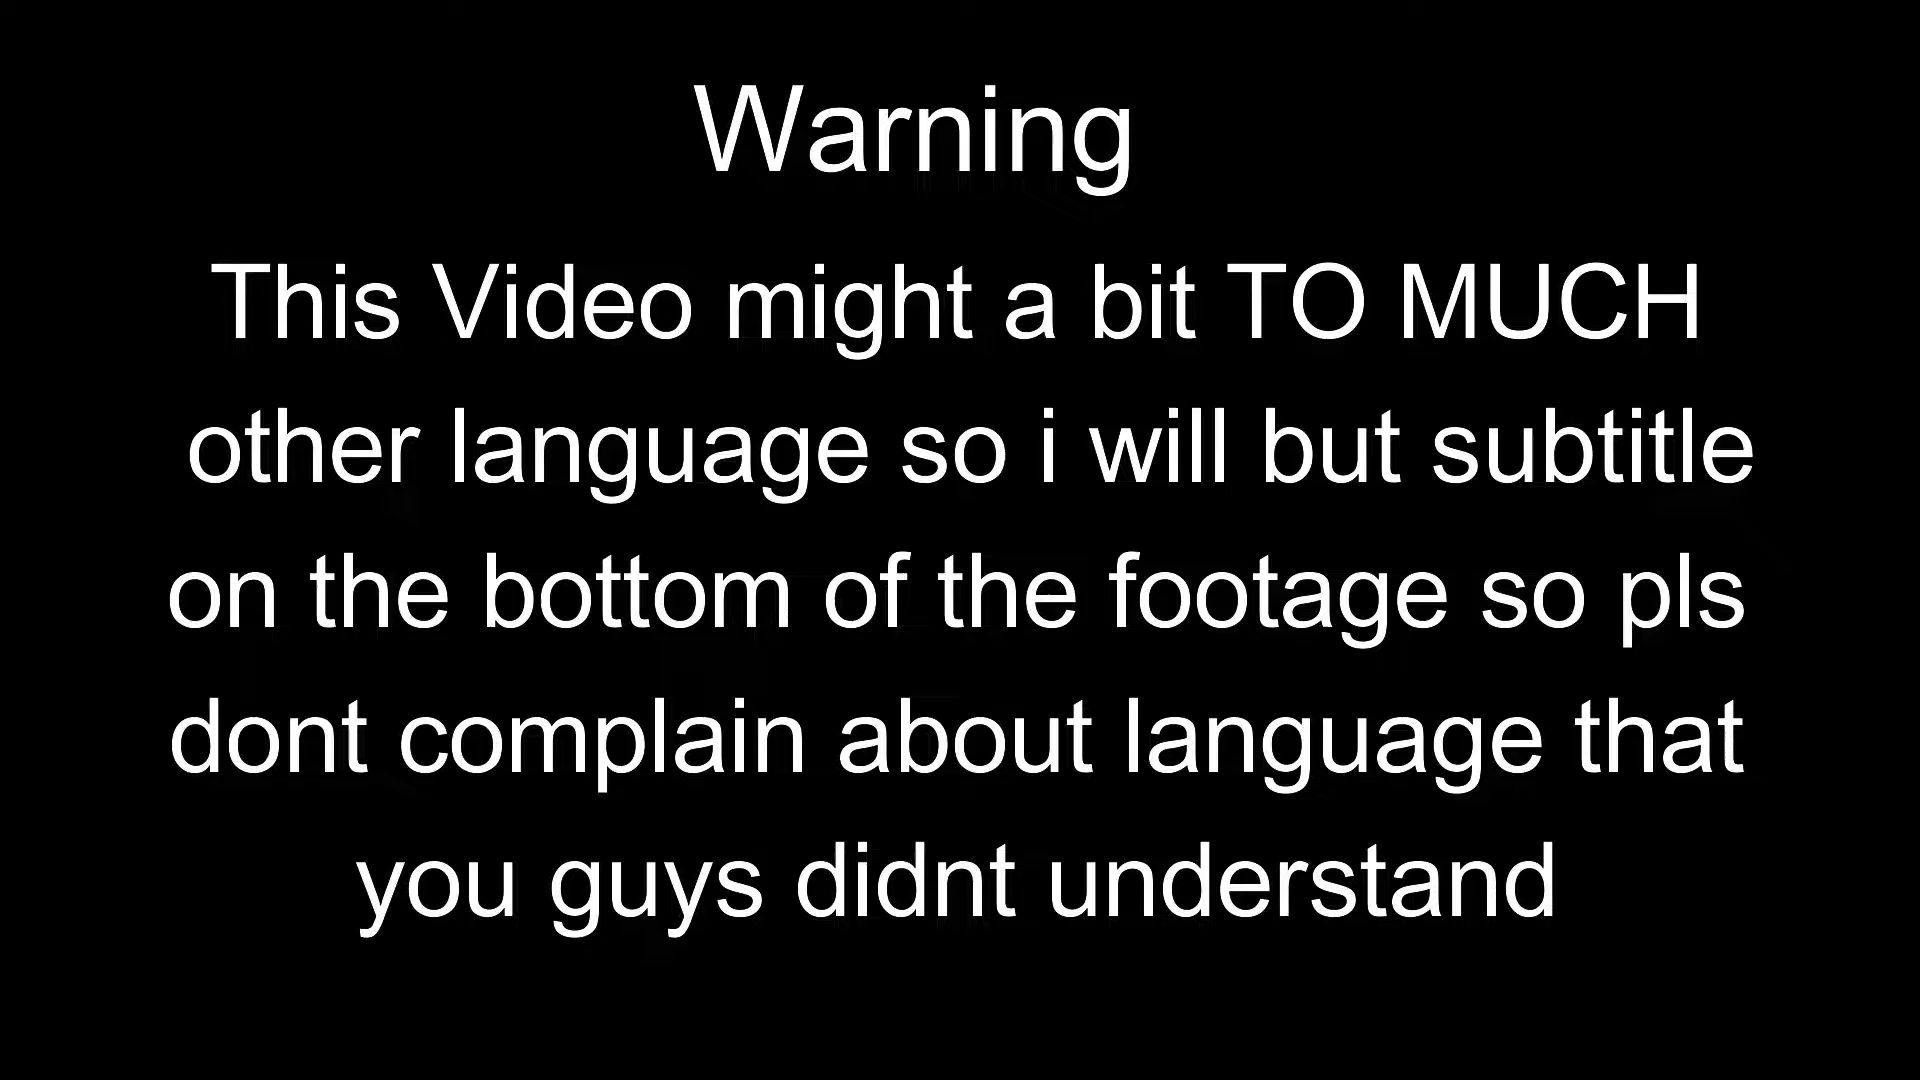 Warning
This Video might a bit TO MUCH
other language so i will but subtitle
on the bottom of the footage so pls
dont complain about language that
you guys didnt understand